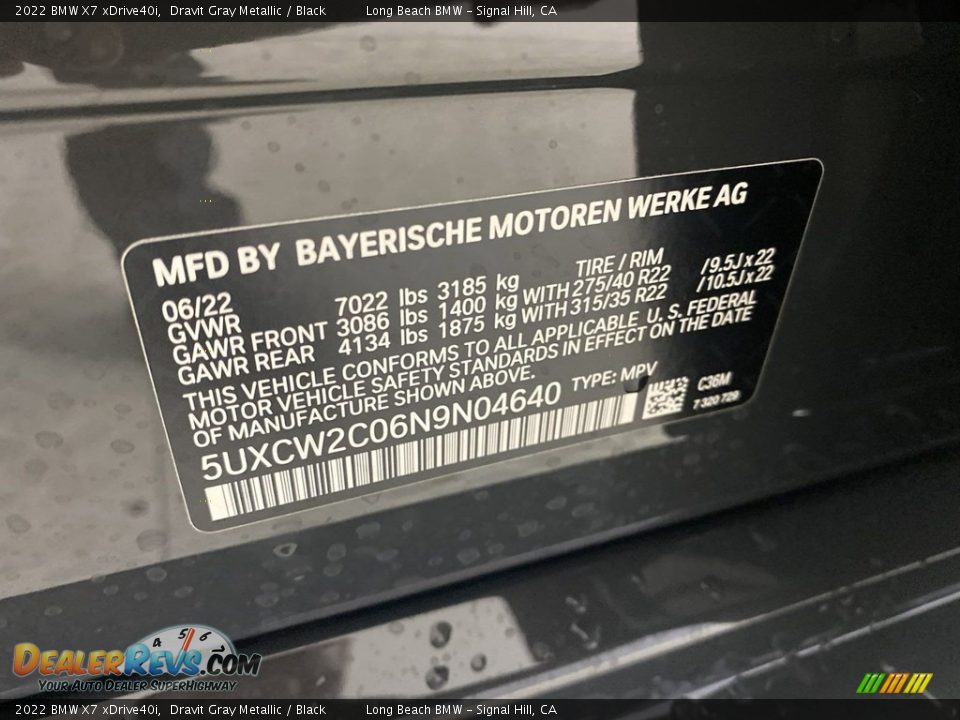 2022 BMW X7 xDrive40i, Dravit Gray Metallic / Black Long Beach BMW - Signal Hill, CA
MFD BY BAYERISCHE MOTOREN WERKE AG
06/22 TIRE / RIM
GVWR 7022 lbs 3185 kg
GAWR FRONT 3086 lbs 1400 kg WITH 275/40 R22 /9.5Jx22
GAWR REAR 4134 lbs 1875 kg WITH 315/35 R22 /10.5Jx22
THIS VEHICLE CONFORMS TO ALL APPLICABLE U. S. FEDERAL
MOTOR VEHICLE SAFETY STANDARDS IN EFFECT ON THE DATE
OF MANUFACTURE SHOWN ABOVE.
5UXCW2C06N9N04640 TYPE: MPV
C36M
7 320 729
4 5 6
DEALERREVS.COM
YOUR AUTO DEALER SUPERHIGHWAY
2022 BMW X7 xDrive40i, Dravit Gray Metallic / Black Long Beach BMW - Signal Hill, CA